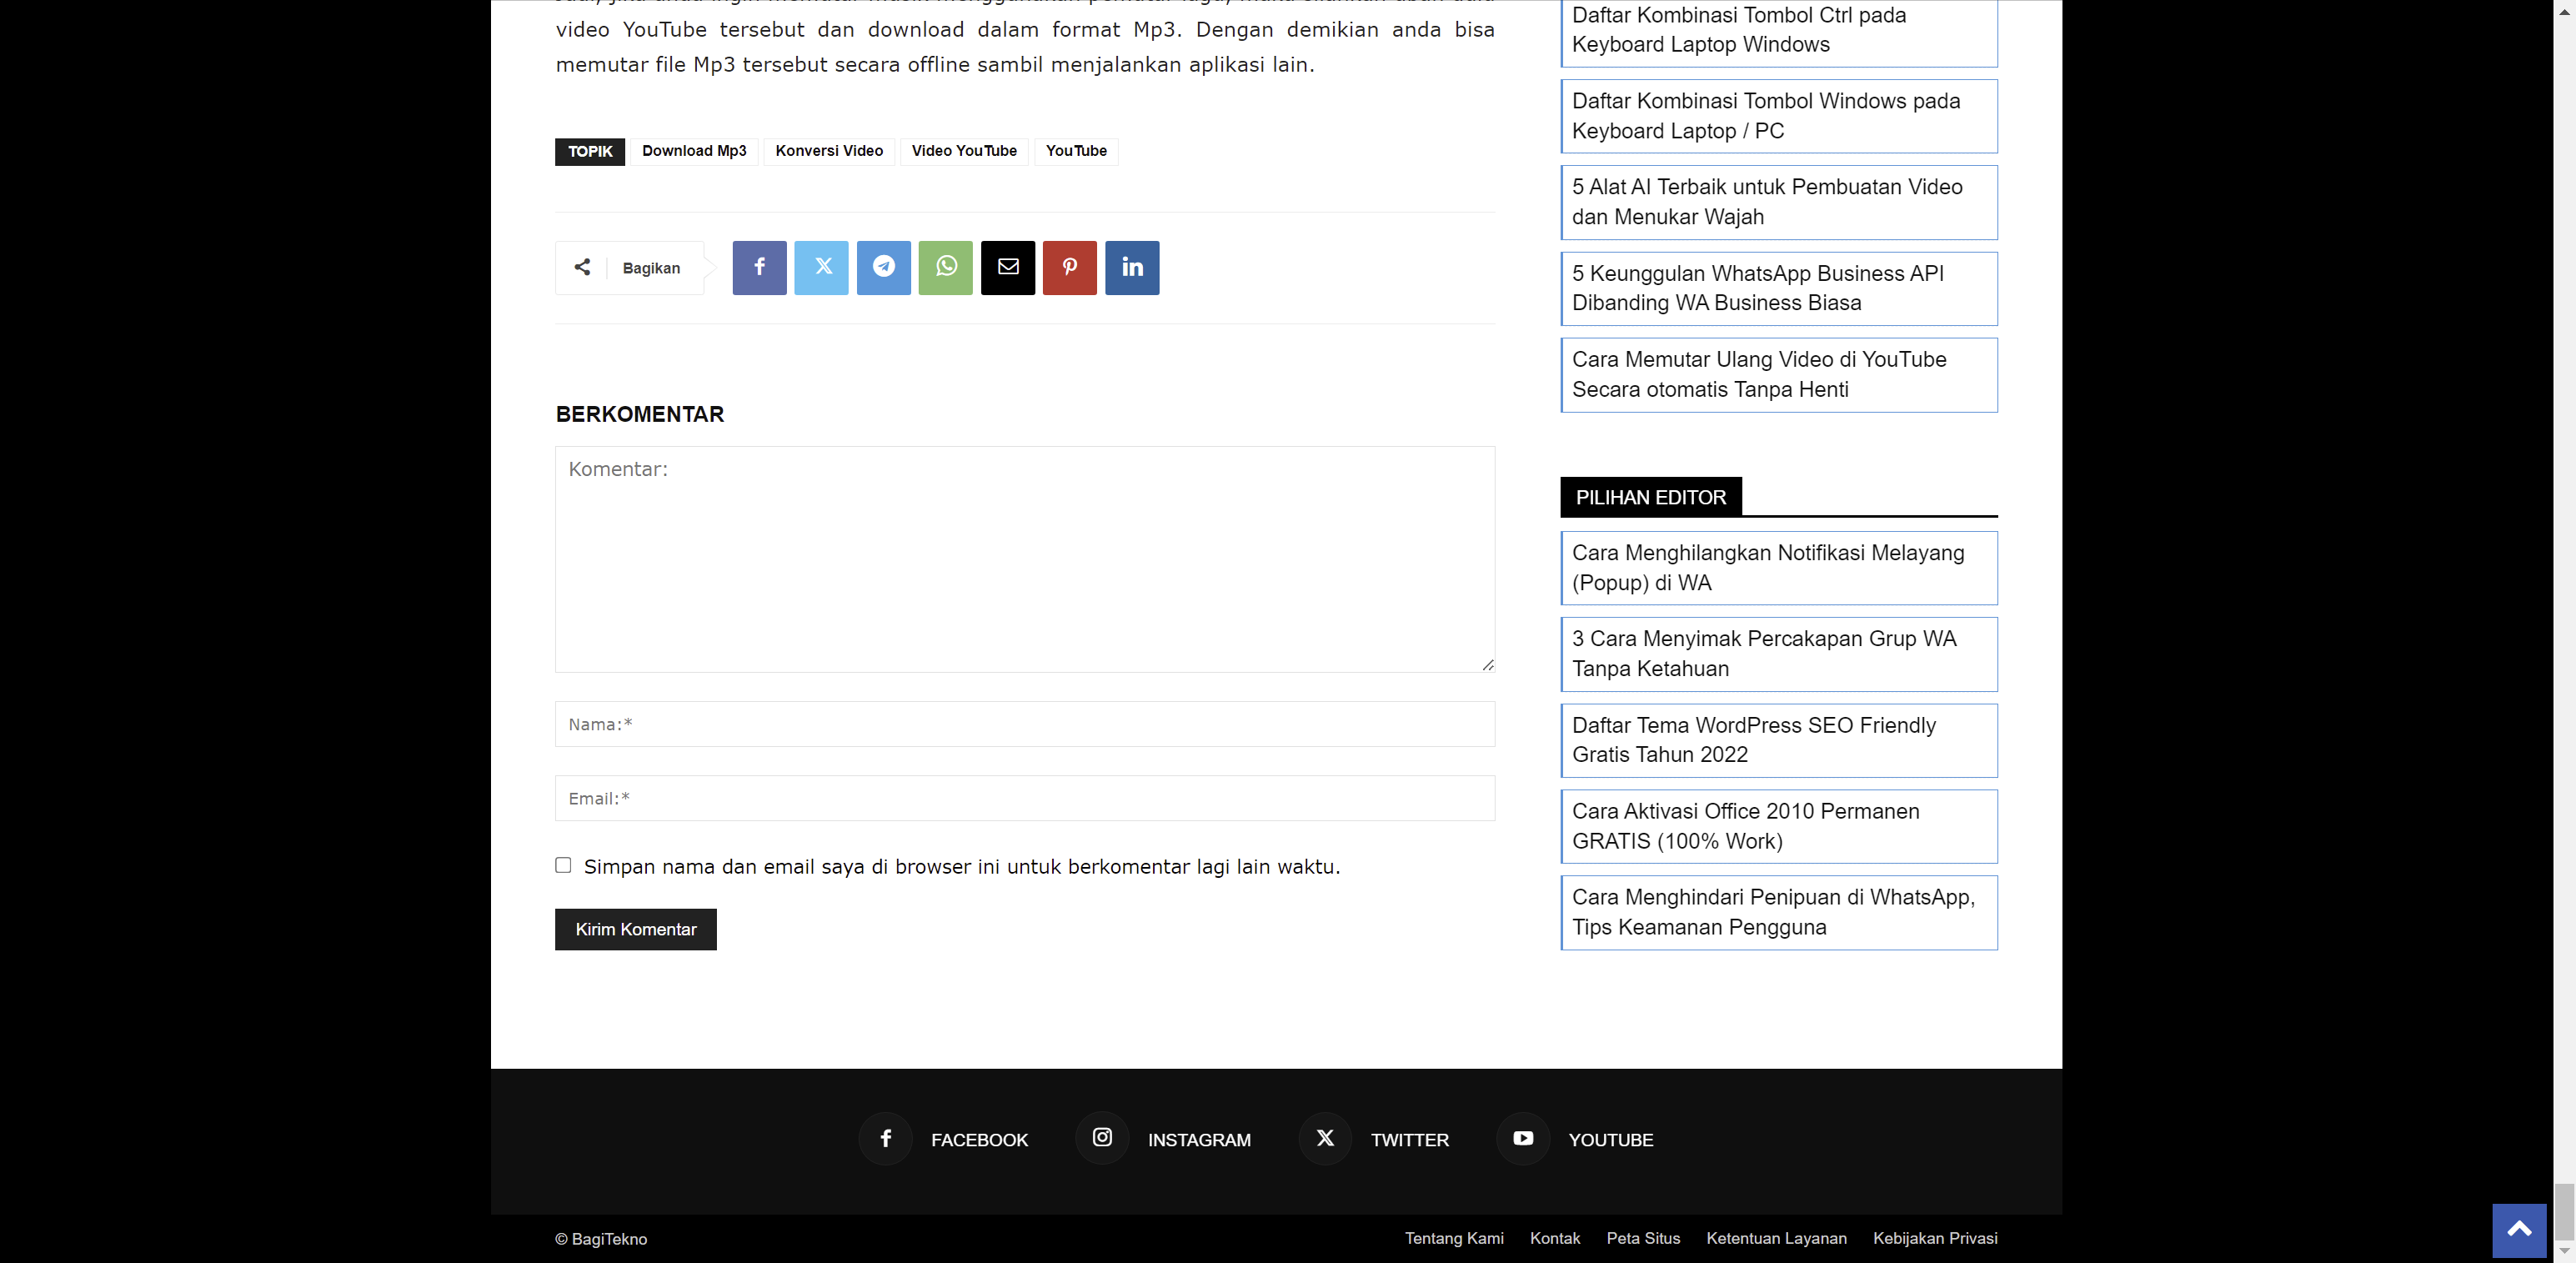 video YouTube tersebut dan download dalam format Mp3. Dengan demikian anda bisa
memutar file Mp3 tersebut secara offline sambil menjalankan aplikasi lain.
TOPIK Download Mp3 Konversi Video Video YouTube YouTube
Bagikan
BERKOMENTAR
Komentar:
Nama:*
Email:*
Simpan nama dan email saya di browser ini untuk berkomentar lagi lain waktu.
Kirim Komentar
Daftar Kombinasi Tombol Ctrl pada
Keyboard Laptop Windows
Daftar Kombinasi Tombol Windows pada
Keyboard Laptop / PC
5 Alat AI Terbaik untuk Pembuatan Video
dan Menukar Wajah
5 Keunggulan WhatsApp Business API
Dibanding WA Business Biasa
Cara Memutar Ulang Video di YouTube
Secara otomatis Tanpa Henti
PILIHAN EDITOR
Cara Menghilangkan Notifikasi Melayang
(Popup) di WA
3 Cara Menyimak Percakapan Grup WA
Tanpa Ketahuan
Daftar Tema WordPress SEO Friendly
Gratis Tahun 2022
Cara Aktivasi Office 2010 Permanen
GRATIS (100% Work)
Cara Menghindari Penipuan di WhatsApp,
Tips Keamanan Pengguna
FACEBOOK INSTAGRAM TWITTER YOUTUBE
© BagiTekno
Tentang Kami Kontak Peta Situs Ketentuan Layanan Kebijakan Privasi